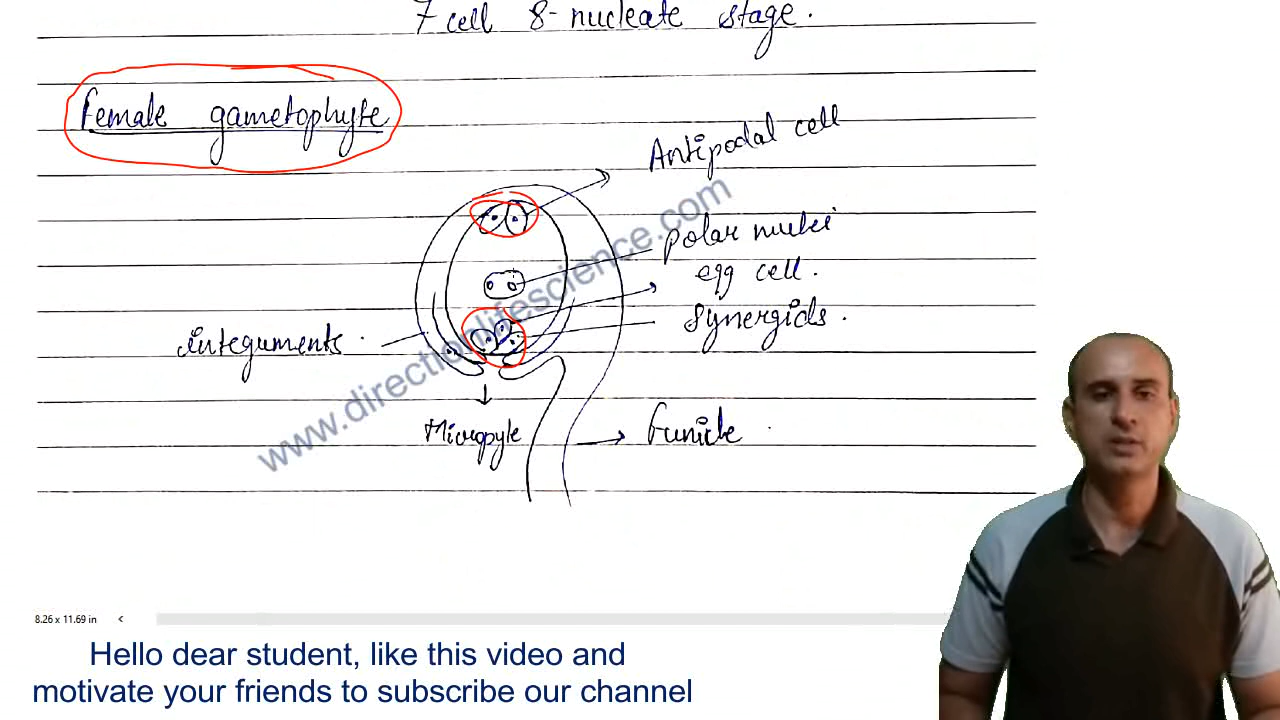 7 cell 8-nucleate stage.
Female gametophyte
Antipodal cell
polar nuclei
egg cell.
Synergids.
integuments.
Micropyle
Funicle
www.directionlifescience.com
8.26 x 11.69 in
Hello dear student, like this video and
motivate your friends to subscribe our channel